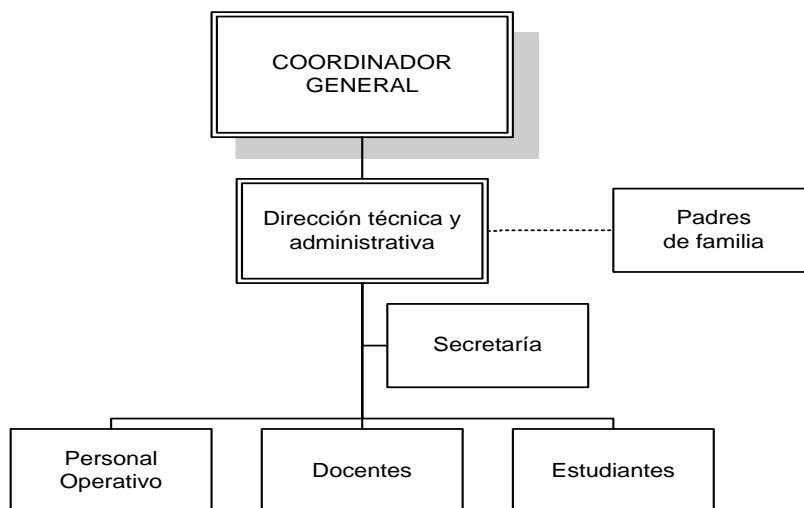 COORDINADOR
GENERAL
Dirección técnica y
administrativa
Padres
de familia
Secretaría
Personal
Operativo
Docentes
Estudiantes